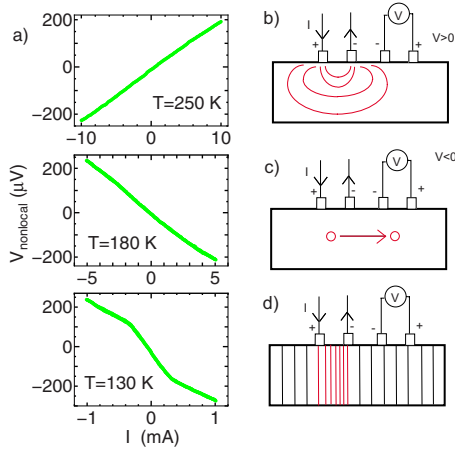 a)
V_nonlocal (μV)
200
0
−200
T=250 K
−10 0 10
200
0
−200
T=180 K
−5 0 5
200
0
−200
T=130 K
−1 0 1
I (mA)
b)
I
V
+ - - +
V>0
c)
V<0
I
V
+ - - +
d)
I
V
+ - - +